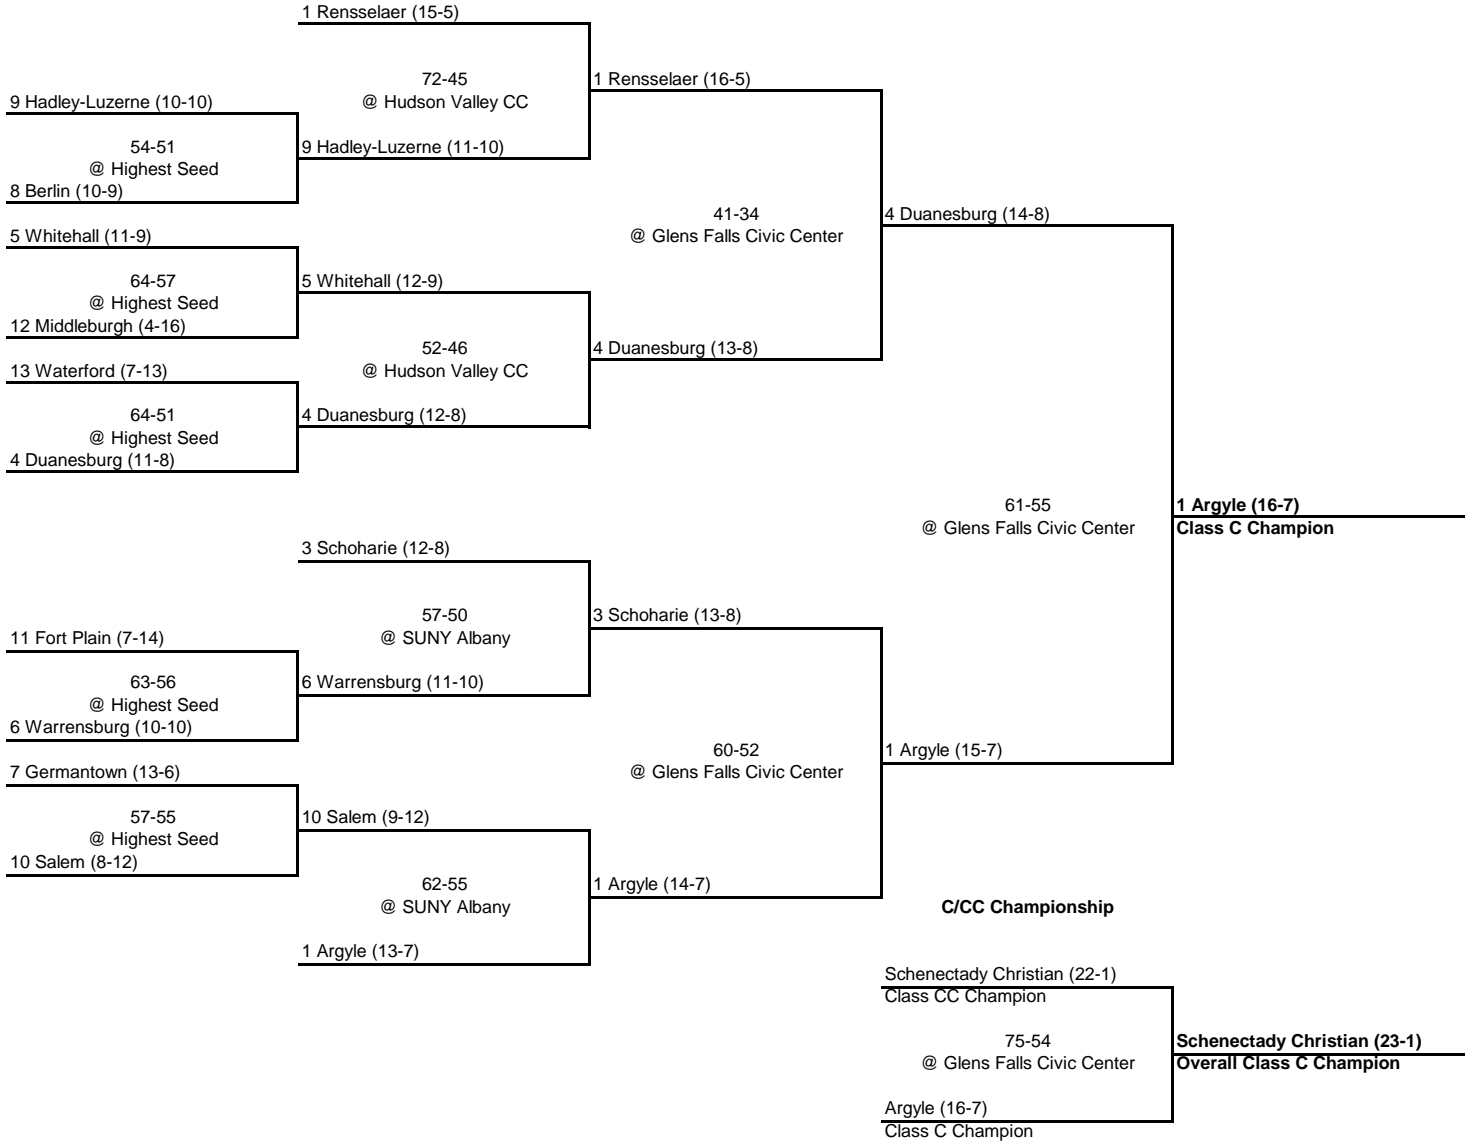 1 Rensselaer (15-5)
72-45
@ Hudson Valley CC
1 Rensselaer (16-5)
9 Hadley-Luzerne (10-10)
54-51
@ Highest Seed
9 Hadley-Luzerne (11-10)
8 Berlin (10-9)
41-34
@ Glens Falls Civic Center
4 Duanesburg (14-8)
5 Whitehall (11-9)
64-57
@ Highest Seed
5 Whitehall (12-9)
12 Middleburgh (4-16)
52-46
@ Hudson Valley CC
4 Duanesburg (13-8)
13 Waterford (7-13)
64-51
@ Highest Seed
4 Duanesburg (12-8)
4 Duanesburg (11-8)
61-55
@ Glens Falls Civic Center
1 Argyle (16-7)
Class C Champion
3 Schoharie (12-8)
57-50
@ SUNY Albany
3 Schoharie (13-8)
11 Fort Plain (7-14)
63-56
@ Highest Seed
6 Warrensburg (11-10)
6 Warrensburg (10-10)
60-52
@ Glens Falls Civic Center
1 Argyle (15-7)
7 Germantown (13-6)
57-55
@ Highest Seed
10 Salem (9-12)
10 Salem (8-12)
62-55
@ SUNY Albany
1 Argyle (14-7)
1 Argyle (13-7)
C/CC Championship
Schenectady Christian (22-1)
Class CC Champion
75-54
@ Glens Falls Civic Center
Schenectady Christian (23-1)
Overall Class C Champion
Argyle (16-7)
Class C Champion